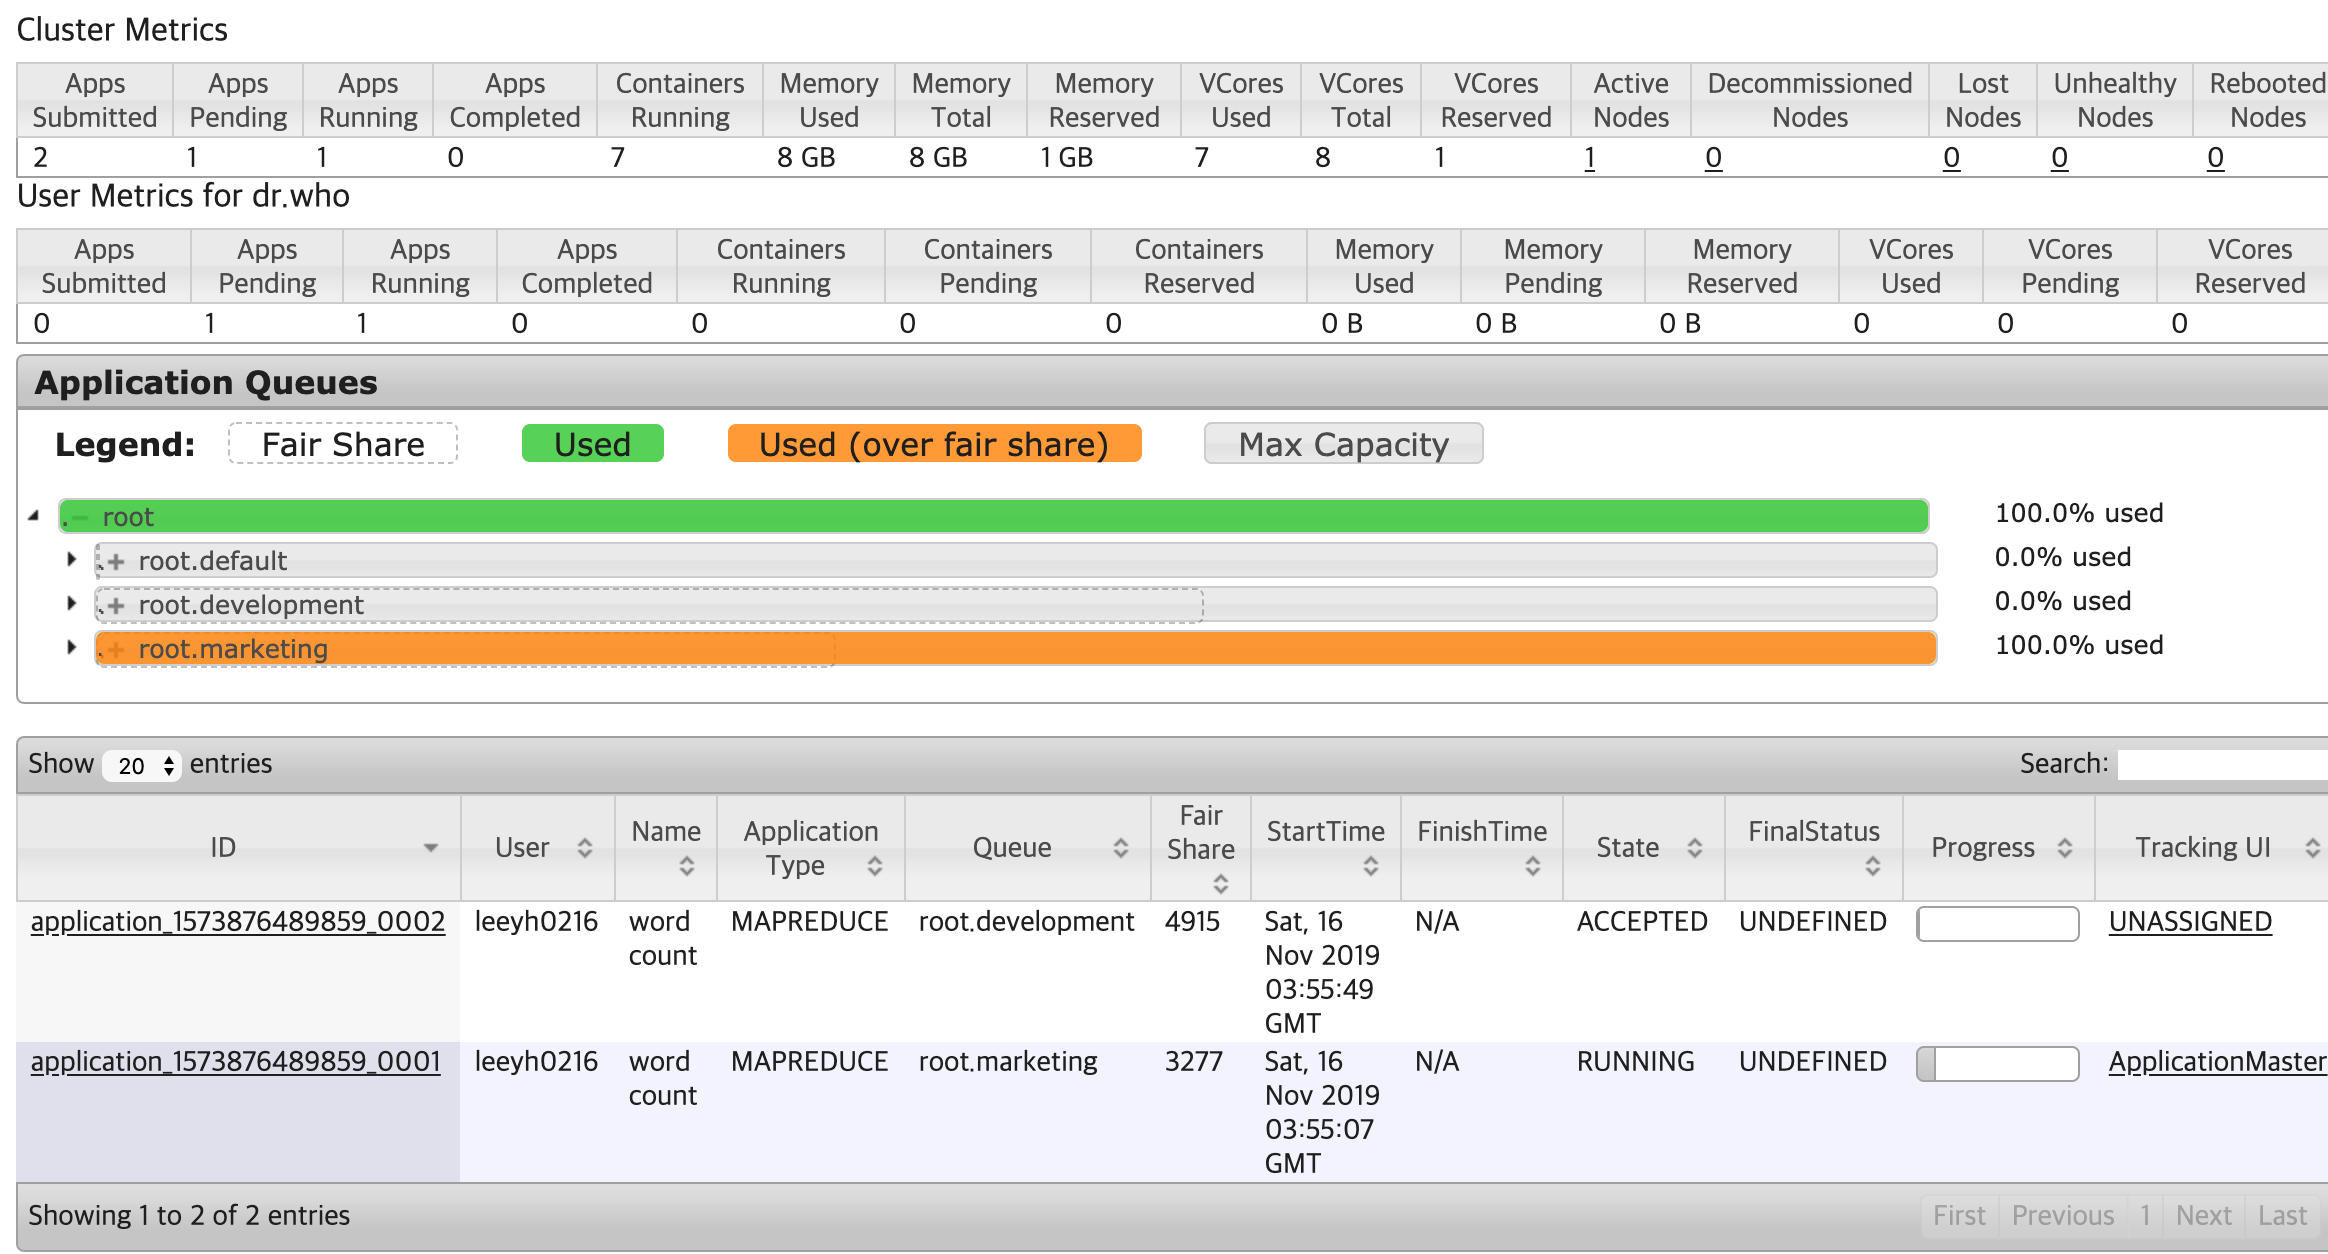 Cluster Metrics
Apps Submitted Apps Pending Apps Running Apps Completed Containers Running Memory Used Memory Total Memory Reserved VCores Used VCores Total VCores Reserved Active Nodes Decommissioned Nodes Lost Nodes Unhealthy Nodes Rebooted Nodes
2 1 1 0 7 8 GB 8 GB 1 GB 7 8 1 1 0 0 0 0
User Metrics for dr.who
Apps Submitted Apps Pending Apps Running Apps Completed Containers Running Containers Pending Containers Reserved Memory Used Memory Pending Memory Reserved VCores Used VCores Pending VCores Reserved
0 1 1 0 0 0 0 0 B 0 B 0 B 0 0 0
Application Queues
Legend: Fair Share Used Used (over fair share) Max Capacity
root 100.0% used
+ root.default 0.0% used
+ root.development 0.0% used
+ root.marketing 100.0% used
Show 20 entries Search:
ID User Name Application Type Queue Fair Share StartTime FinishTime State FinalStatus Progress Tracking UI
application_1573876489859_0002 leeyh0216 word count MAPREDUCE root.development 4915 Sat, 16 Nov 2019 03:55:49 GMT N/A ACCEPTED UNDEFINED UNASSIGNED
application_1573876489859_0001 leeyh0216 word count MAPREDUCE root.marketing 3277 Sat, 16 Nov 2019 03:55:07 GMT N/A RUNNING UNDEFINED ApplicationMaster
Showing 1 to 2 of 2 entries First Previous 1 Next Last